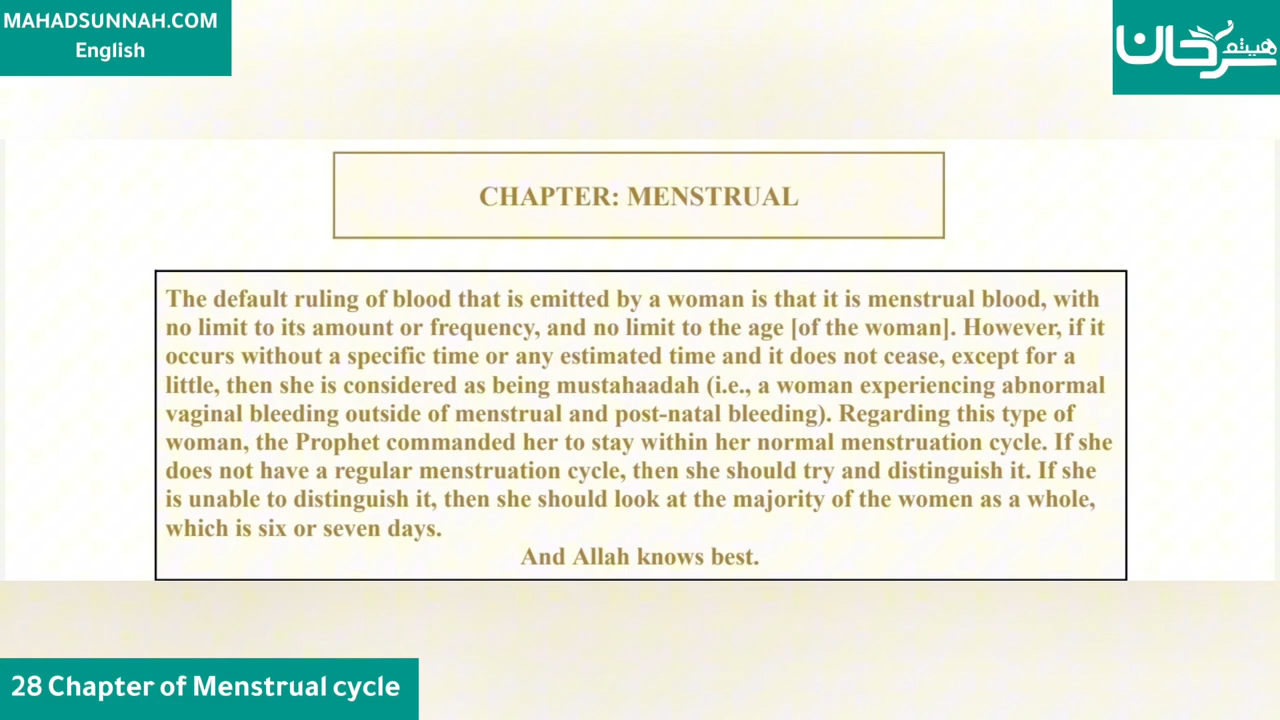 MAHADSUNNAH.COM
English
هيثم
سرحان
CHAPTER: MENSTRUAL
The default ruling of blood that is emitted by a woman is that it is menstrual blood, with
no limit to its amount or frequency, and no limit to the age [of the woman]. However, if it
occurs without a specific time or any estimated time and it does not cease, except for a
little, then she is considered as being mustahaadah (i.e., a woman experiencing abnormal
vaginal bleeding outside of menstrual and post-natal bleeding). Regarding this type of
woman, the Prophet commanded her to stay within her normal menstruation cycle. If she
does not have a regular menstruation cycle, then she should try and distinguish it. If she
is unable to distinguish it, then she should look at the majority of the women as a whole,
which is six or seven days.
And Allah knows best.
28 Chapter of Menstrual cycle